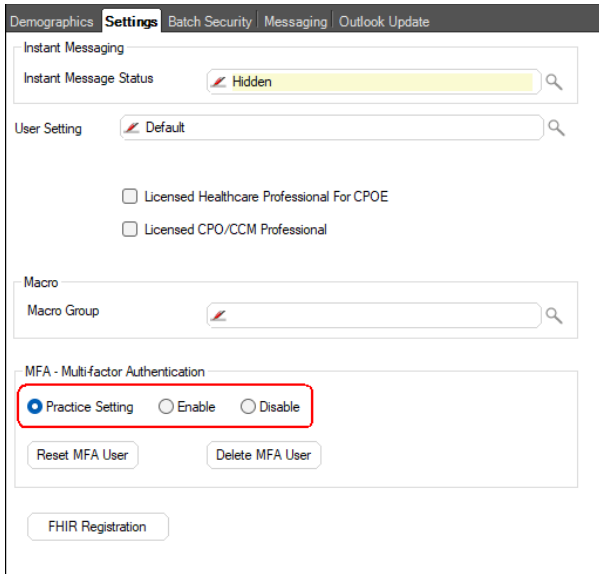 Demographics Settings Batch Security Messaging Outlook Update
Instant Messaging
Instant Message Status Hidden
User Setting Default
Licensed Healthcare Professional For CPOE
Licensed CPO/CCM Professional
Macro
Macro Group
MFA - Multi-factor Authentication
Practice Setting Enable Disable
Reset MFA User Delete MFA User
FHIR Registration